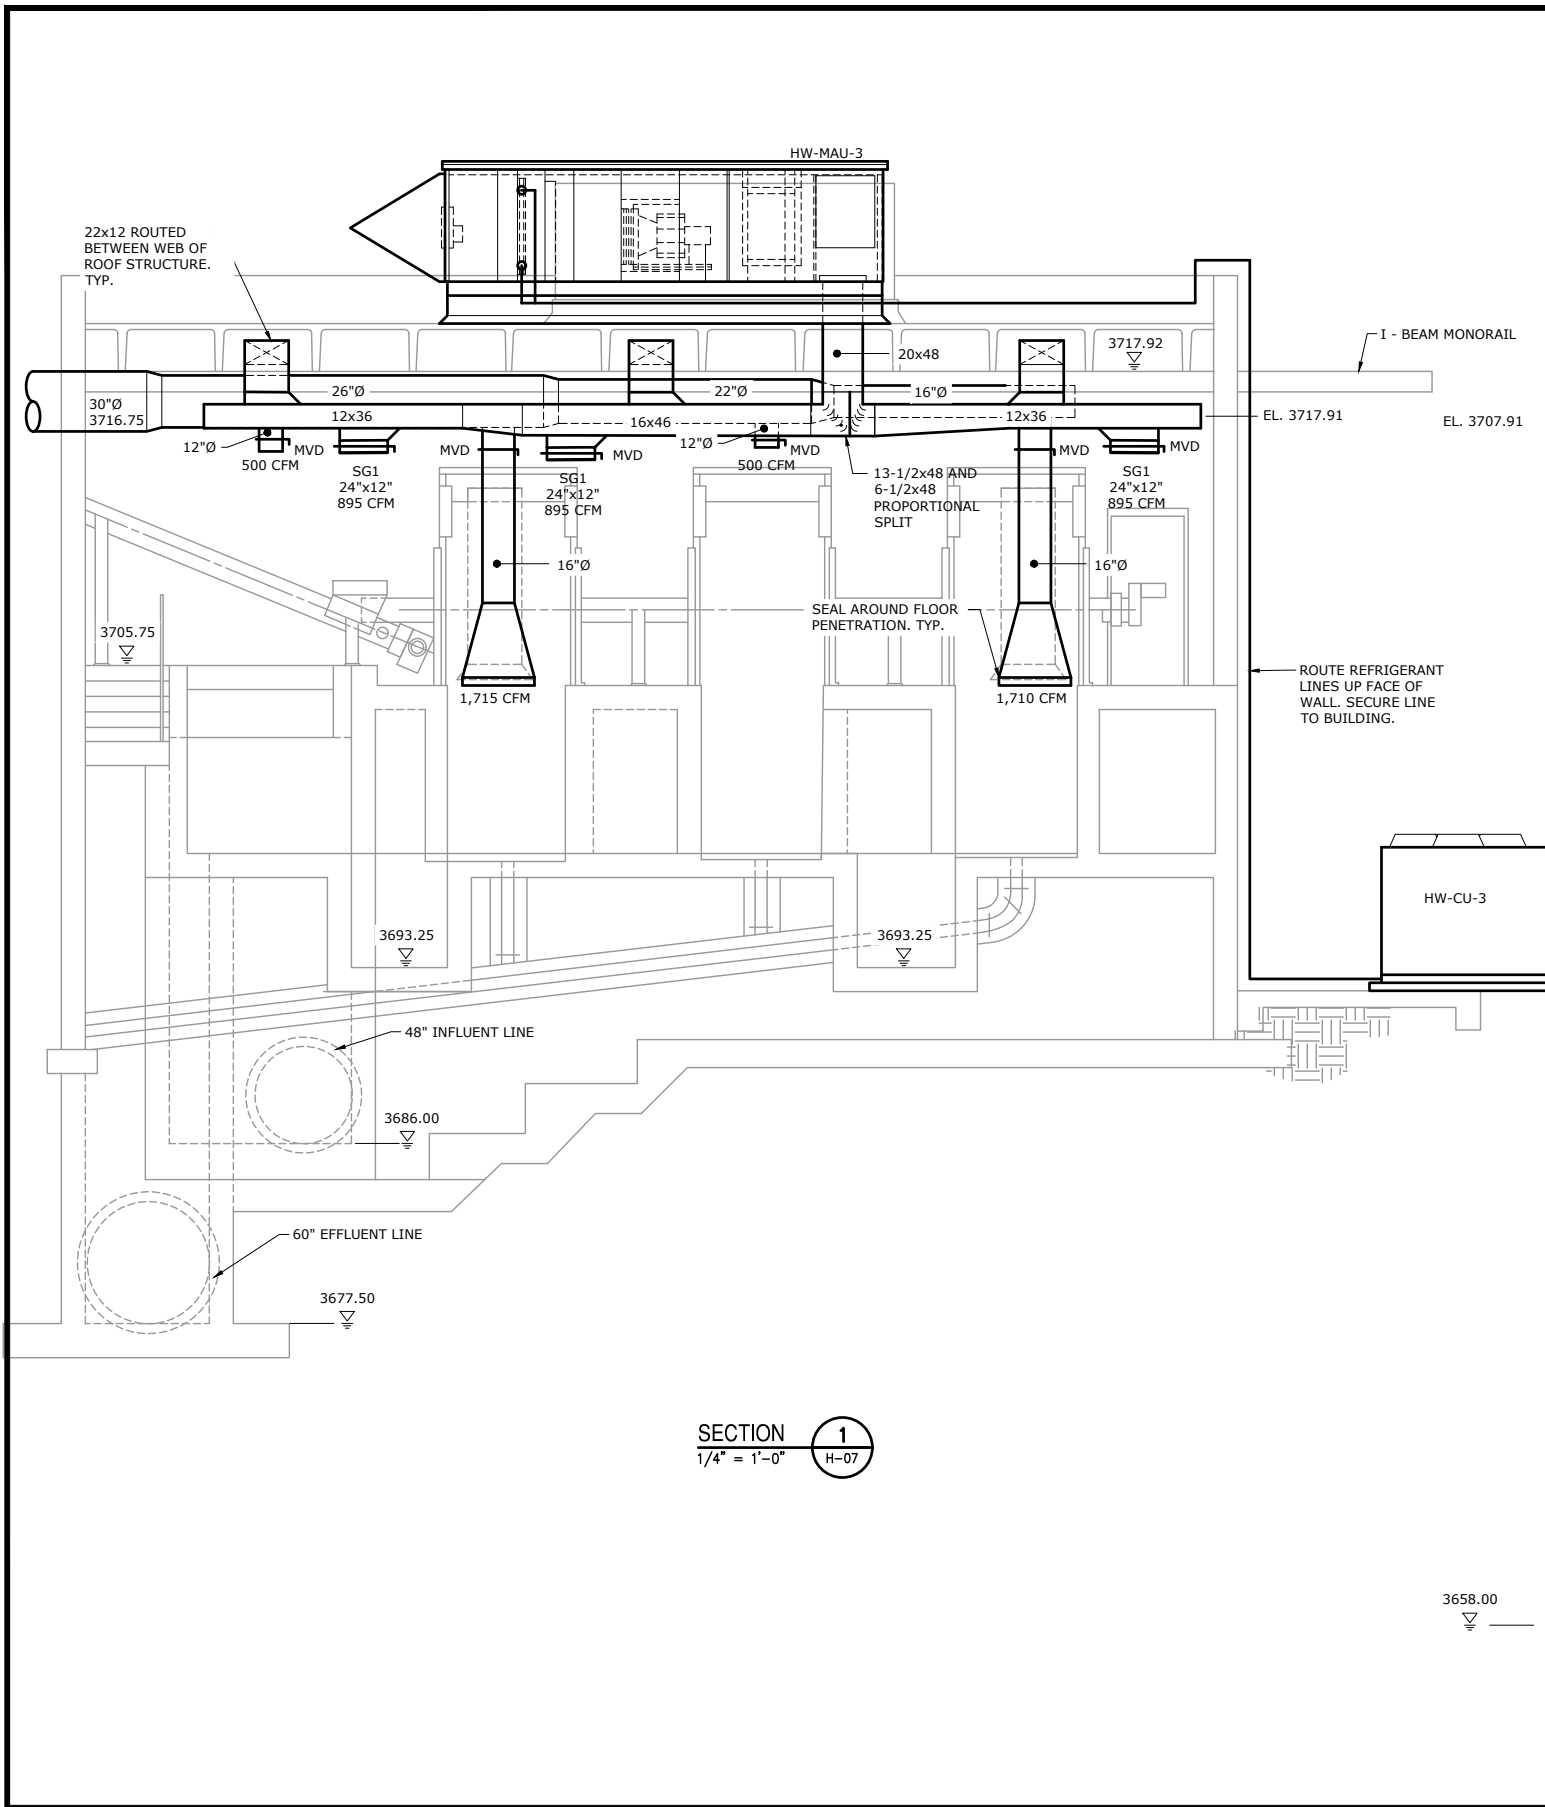 HW-MAU-3
22x12 ROUTED
BETWEEN WEB OF
ROOF STRUCTURE.
TYP.
I - BEAM MONORAIL
3717.92
20x48
26"Ø
22"Ø
16"Ø
30"Ø
3716.75
12x36
16x46
12x36
EL. 3717.91
EL. 3707.91
12"Ø
MVD
500 CFM
SG1
24"x12"
895 CFM
MVD
SG1
24"x12"
895 CFM
MVD
12"Ø
MVD
500 CFM
13-1/2x48 AND
6-1/2x48
PROPORTIONAL
SPLIT
MVD
SG1
24"x12"
895 CFM
MVD
16"Ø
16"Ø
SEAL AROUND FLOOR
PENETRATION. TYP.
3705.75
1,715 CFM
1,710 CFM
ROUTE REFRIGERANT
LINES UP FACE OF
WALL. SECURE LINE
TO BUILDING.
HW-CU-3
3693.25
3693.25
48" INFLUENT LINE
3686.00
60" EFFLUENT LINE
3677.50
SECTION
1/4" = 1'-0"
1
H-07
3658.00